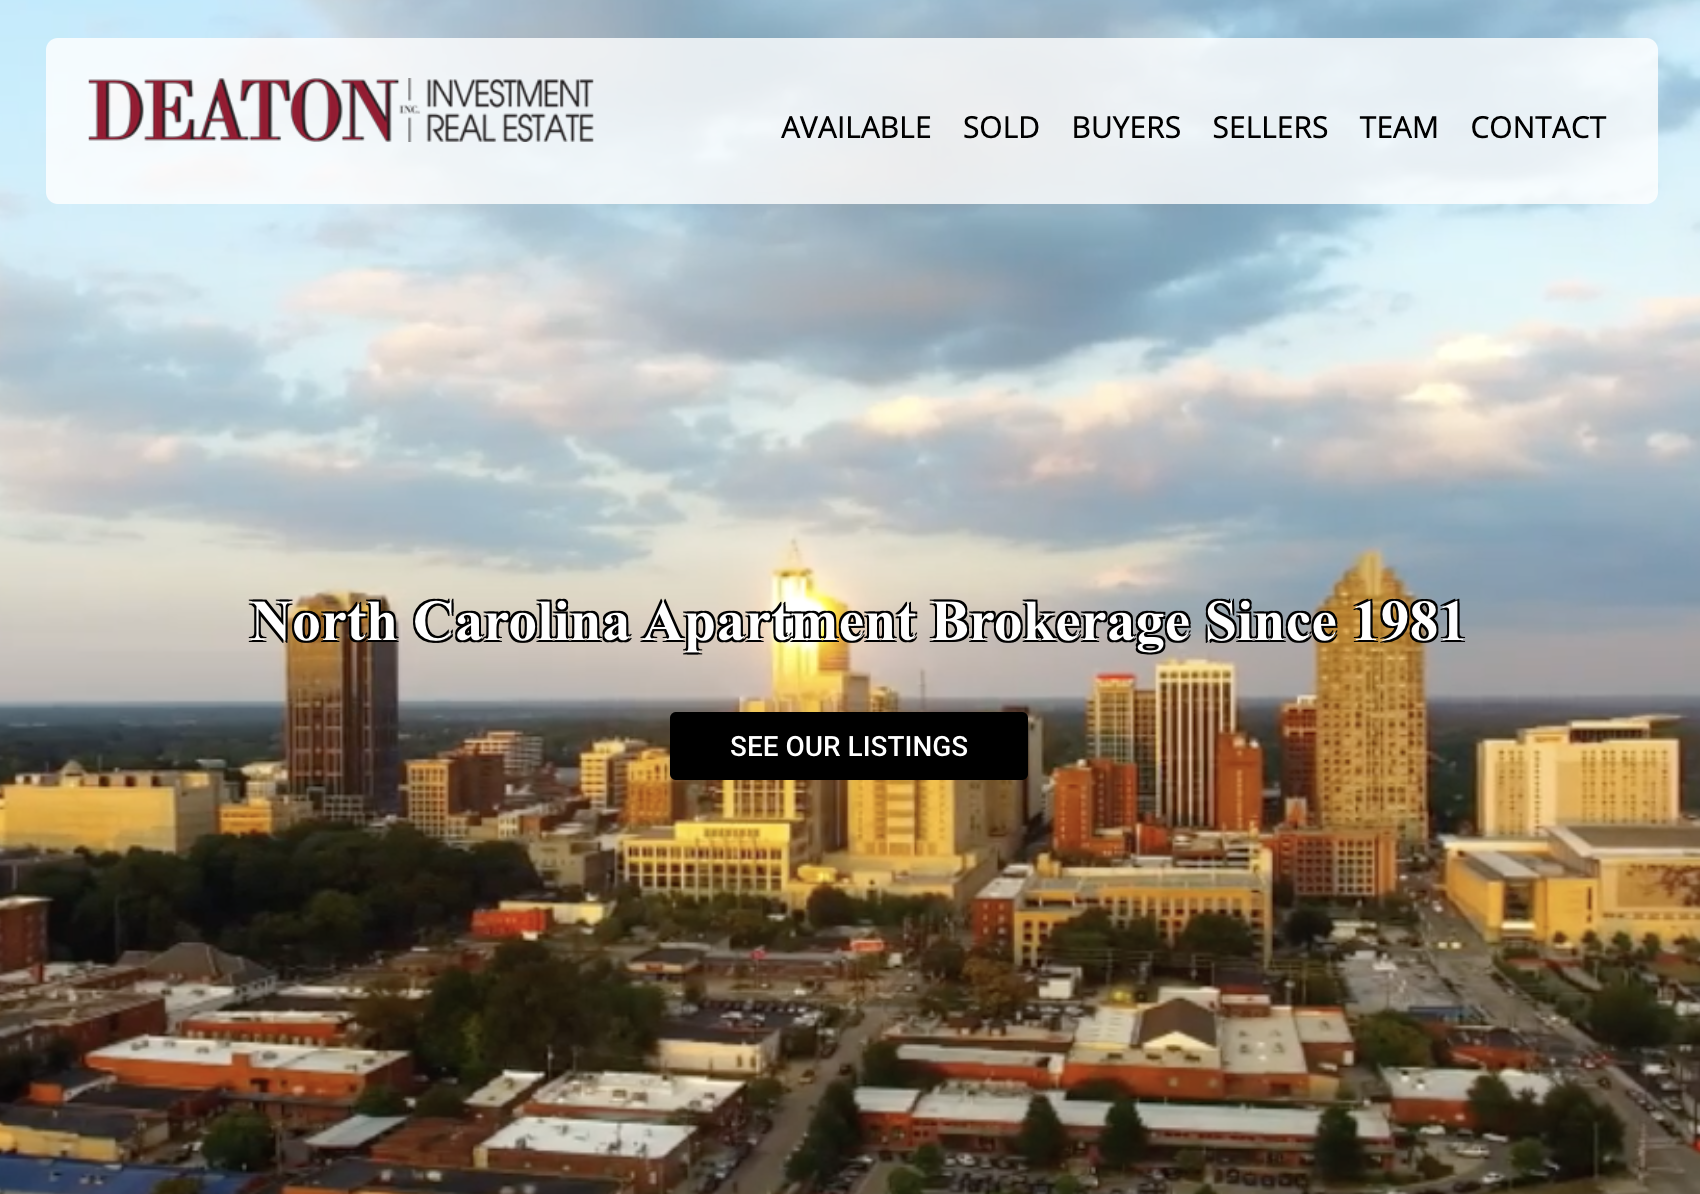 DEATON INC. INVESTMENT
REAL ESTATE
AVAILABLE SOLD BUYERS SELLERS TEAM CONTACT
North Carolina Apartment Brokerage Since 1981
SEE OUR LISTINGS